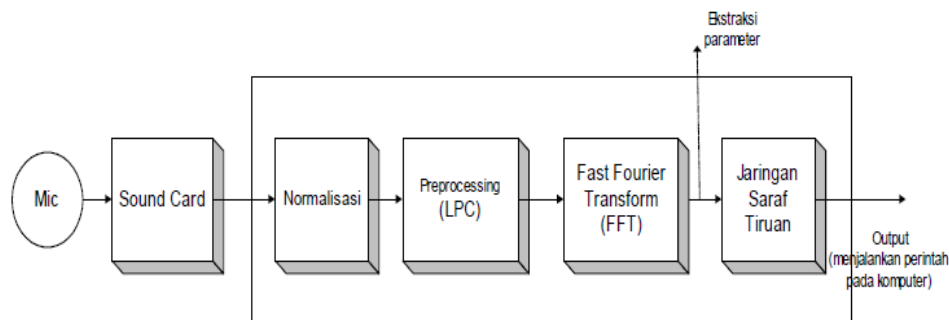 Ekstraksi
parameter
Mic
Sound Card
Normalisasi
Preprocessing
(LPC)
Fast Fourier
Transform
(FFT)
Jaringan
Saraf
Tiruan
Output
(menjalankan perintah
pada komputer)